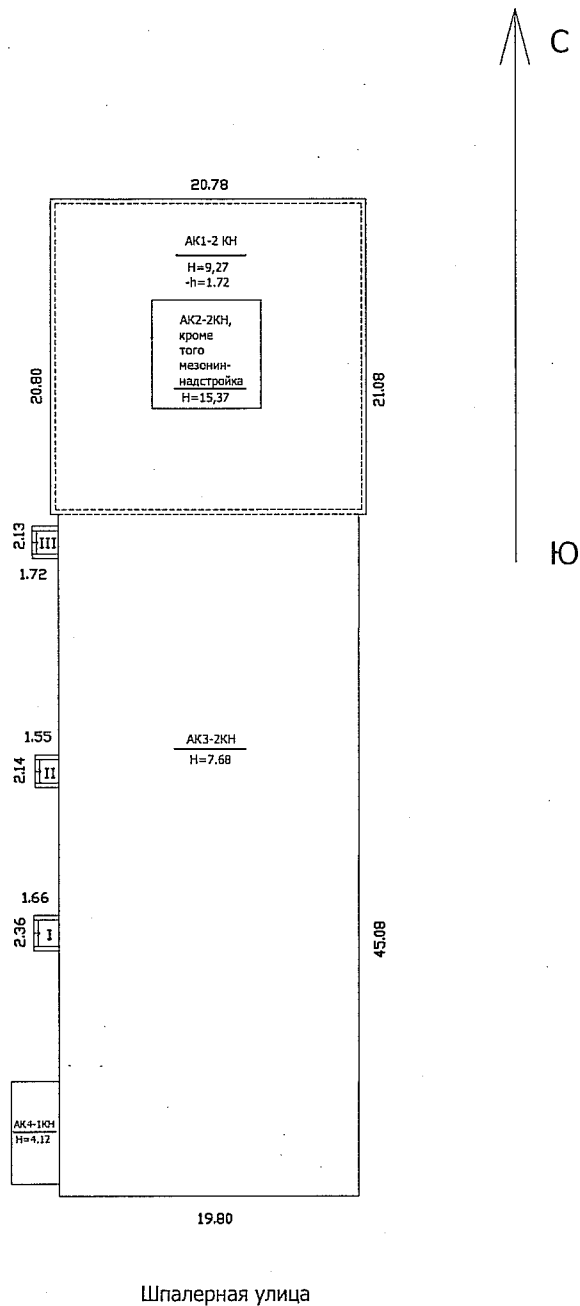 С
20.78
АК1-2 КН
Н=9,27
-h=1.72
АК2-2КН,
кроме
того
мезонин-
надстройка
Н=15,37
20.80
21.08
Ю
2.13
III
1.72
1.55
2.14
II
АК3-2КН
Н=7.68
1.66
2.36
I
45.08
АК4-1КН
Н=4,12
19.80
Шпалерная улица